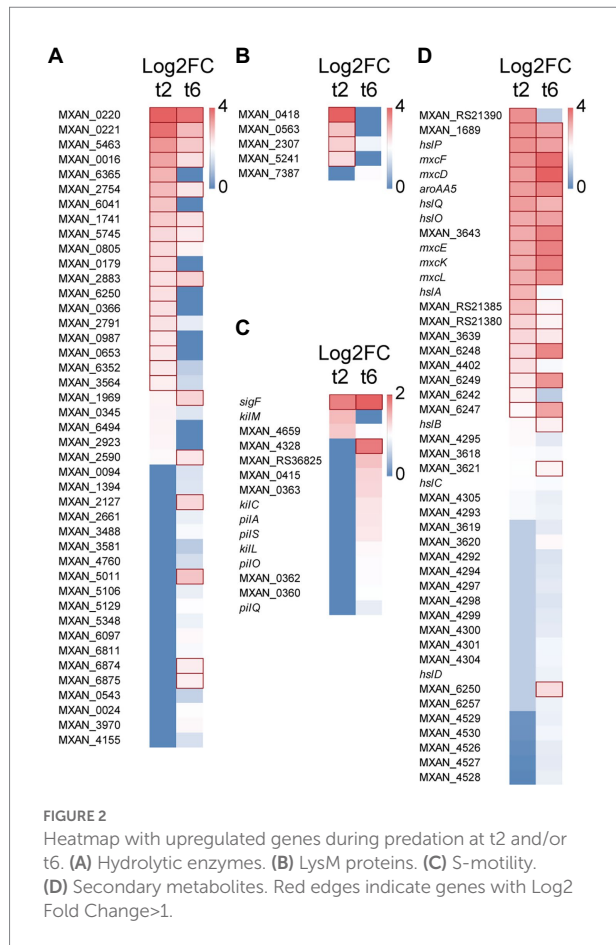 A
Log2FC
t2 t6
4
0
MXAN_0220
MXAN_0221
MXAN_5463
MXAN_0016
MXAN_6365
MXAN_2754
MXAN_6041
MXAN_1741
MXAN_5745
MXAN_0805
MXAN_0179
MXAN_2883
MXAN_6250
MXAN_0366
MXAN_2791
MXAN_0987
MXAN_0653
MXAN_6352
MXAN_3564
MXAN_1969
MXAN_0345
MXAN_6494
MXAN_2923
MXAN_2590
MXAN_0094
MXAN_1394
MXAN_2127
MXAN_2661
MXAN_3488
MXAN_3581
MXAN_4760
MXAN_5011
MXAN_5106
MXAN_5129
MXAN_5348
MXAN_6097
MXAN_6811
MXAN_6874
MXAN_6875
MXAN_0543
MXAN_0024
MXAN_3970
MXAN_4155
B
Log2FC
t2 t6
4
0
MXAN_0418
MXAN_0563
MXAN_2307
MXAN_5241
MXAN_7387
C
Log2FC
t2 t6
2
0
sigF
kilM
MXAN_4659
MXAN_4328
MXAN_RS36825
MXAN_0415
MXAN_0363
kilC
pilA
pilS
kilL
pilO
MXAN_0362
MXAN_0360
pilQ
D
Log2FC
t2 t6
4
0
MXAN_RS21390
MXAN_1689
hslP
mxcF
mxcD
aroAA5
hslQ
hslO
MXAN_3643
mxcE
mxcK
mxcL
hslA
MXAN_RS21385
MXAN_RS21380
MXAN_3639
MXAN_6248
MXAN_4402
MXAN_6249
MXAN_6242
MXAN_6247
hslB
MXAN_4295
MXAN_3618
MXAN_3621
hslC
MXAN_4305
MXAN_4293
MXAN_3619
MXAN_3620
MXAN_4292
MXAN_4294
MXAN_4297
MXAN_4298
MXAN_4299
MXAN_4300
MXAN_4301
MXAN_4304
hslD
MXAN_6250
MXAN_6257
MXAN_4529
MXAN_4530
MXAN_4526
MXAN_4527
MXAN_4528
FIGURE 2
Heatmap with upregulated genes during predation at t2 and/or
t6. (A) Hydrolytic enzymes. (B) LysM proteins. (C) S-motility.
(D) Secondary metabolites. Red edges indicate genes with Log2
Fold Change>1.